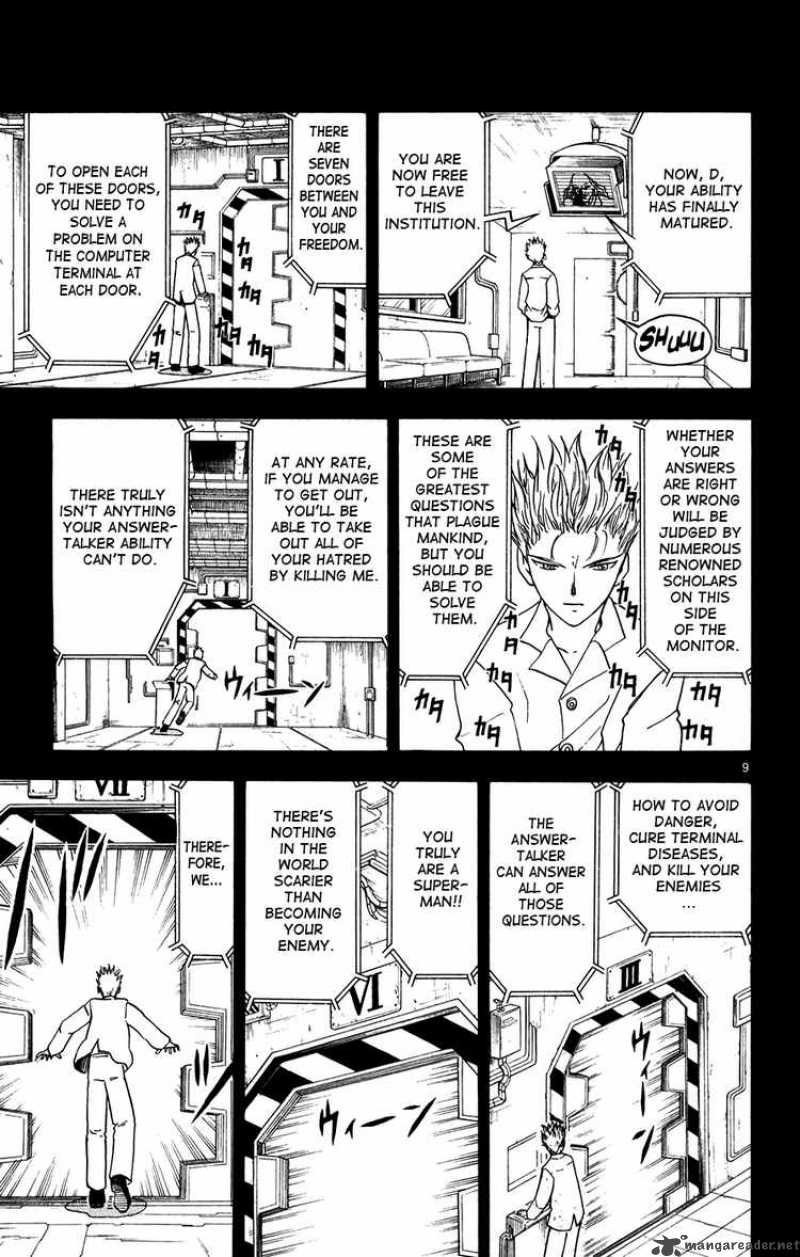 NOW, D,
YOUR ABILITY
HAS FINALLY
MATURED.
SHUUU
YOU ARE
NOW FREE
TO LEAVE
THIS
INSTITUTION.
THERE
ARE
SEVEN
DOORS
BETWEEN
YOU AND
YOUR
FREEDOM.
I
カタ
カタ
カタ
カタ
TO OPEN EACH
OF THESE DOORS,
YOU NEED TO
SOLVE A
PROBLEM ON
THE COMPUTER
TERMINAL AT
EACH DOOR.
WHETHER
YOUR
ANSWERS
ARE RIGHT
OR WRONG
WILL BE
JUDGED BY
NUMEROUS
RENOWNED
SCHOLARS
ON THIS
SIDE
OF THE
MONITOR.
カタ
カタ
カタ
カタ
カタ
カタ
カタ
THESE ARE
SOME
OF THE
GREATEST
QUESTIONS
THAT PLAGUE
MANKIND,
BUT YOU
SHOULD BE
ABLE TO
SOLVE
THEM.
AT ANY RATE,
IF YOU MANAGE
TO GET OUT,
YOU'LL BE
ABLE TO TAKE
OUT ALL OF
YOUR HATRED
BY KILLING ME.
I
ウィーン
THERE TRULY
ISN'T ANYTHING
YOUR ANSWER-
TALKER ABILITY
CAN'T DO.
9
HOW TO AVOID
DANGER,
CURE TERMINAL
DISEASES,
AND KILL YOUR
ENEMIES
...
THE
ANSWER-
TALKER
CAN ANSWER
ALL OF
THOSE
QUESTIONS.
III
ウィーン
YOU
TRULY
ARE A
SUPER-
MAN!!
THERE'S
NOTHING
IN THE
WORLD
SCARIER
THAN
BECOMING
YOUR
ENEMY.
VI
ウィーン
VII
THERE-
FORE,
WE...
mangareader.net